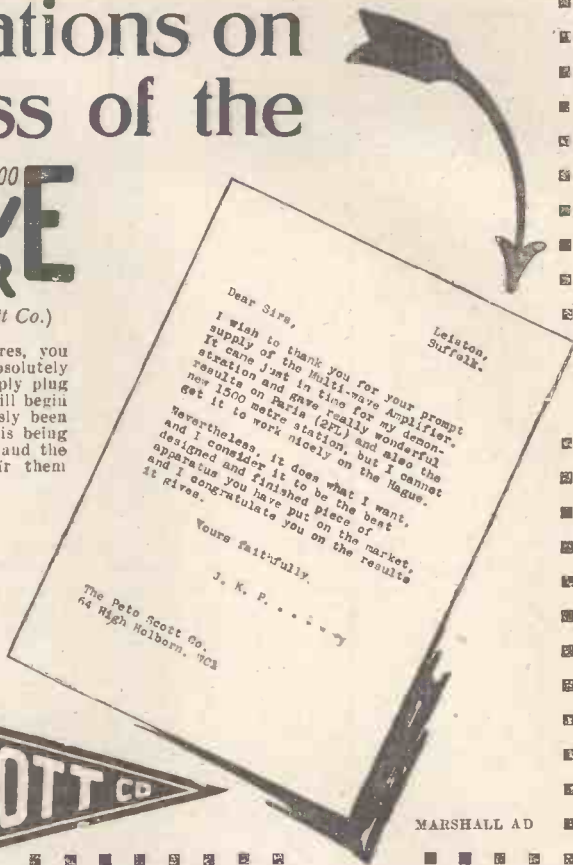 ations on
ss of the
00
VE
R
t Co.)
res, you
bsolutely
ply plug
ill begin
sly been
is being
and the
ir them
Leiston,
Suffolk.
Dear Sirs,
I wish to thank you for your prompt
supply of the Multi-wave Amplifier.
It came just in time for my demon-
stration and gave really wonderful
results on Paris (2FL) and also the
new 1500 metre station, but I cannot
get it to work nicely on the Hague.
Nevertheless, it does what I want,
and I consider it to be the best
designed and finished piece of
apparatus you have put on the market,
and I congratulate you on the results
it gives.
Yours faithfully.
J. K. P. . . . y
The Peto Scott Co.
64 High Holborn. WC1
OTT CO
MARSHALL AD